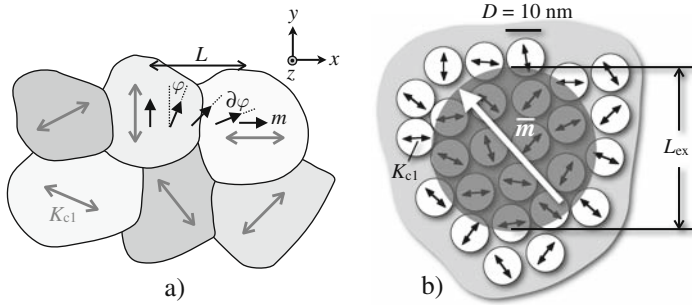 y
x
z
L
φ
∂φ
m
K_c1
a)
D = 10 nm
m̅
K_c1
L_ex
b)